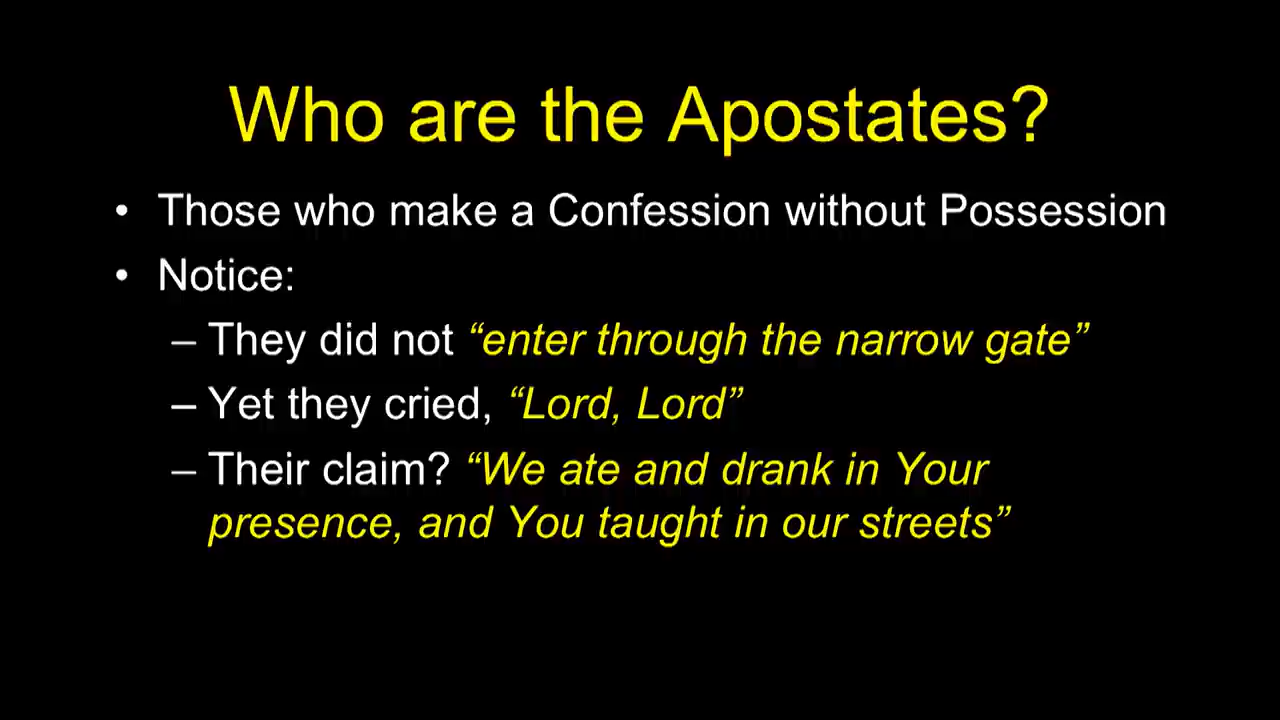 Who are the Apostates?
• Those who make a Confession without Possession
• Notice:
– They did not “enter through the narrow gate”
– Yet they cried, “Lord, Lord”
– Their claim? “We ate and drank in Your
presence, and You taught in our streets”